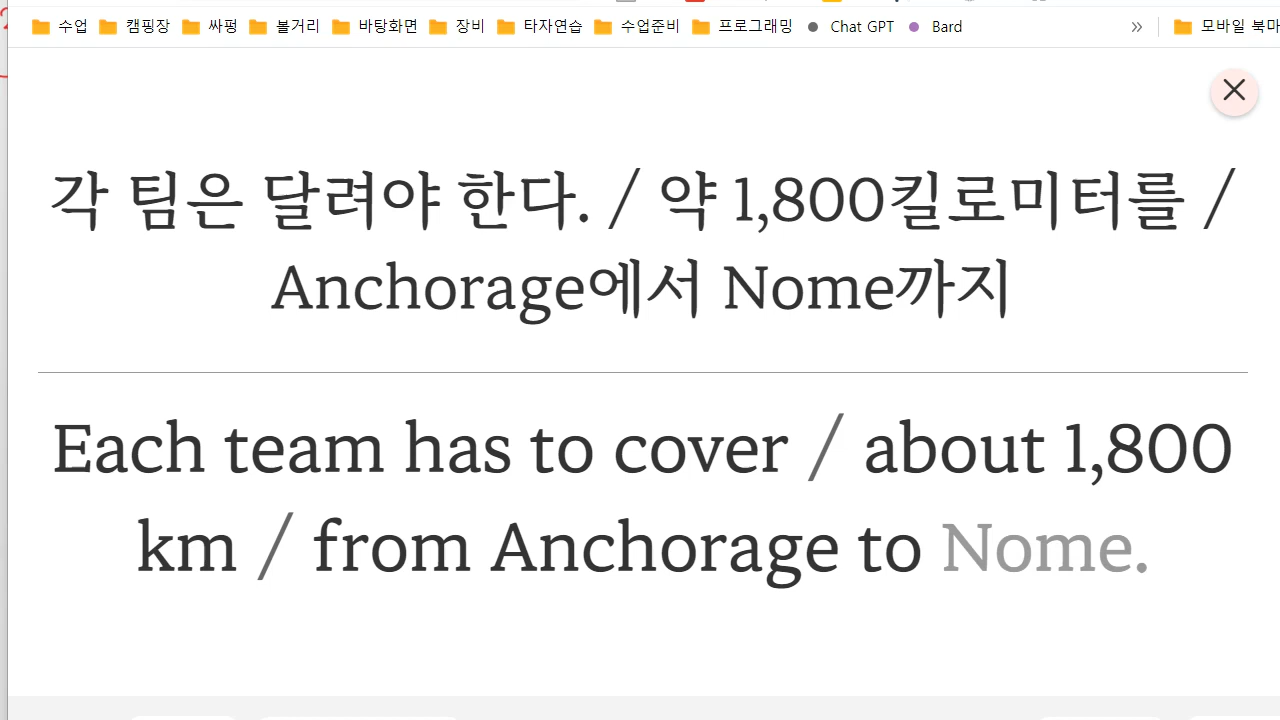 수업 캠핑장 싸펑 볼거리 바탕화면 장비 타자연습 수업준비 프로그래밍 Chat GPT Bard » 모바일 북마
각 팀은 달려야 한다. / 약 1,800킬로미터를 /
Anchorage에서 Nome까지
Each team has to cover / about 1,800
km / from Anchorage to Nome.